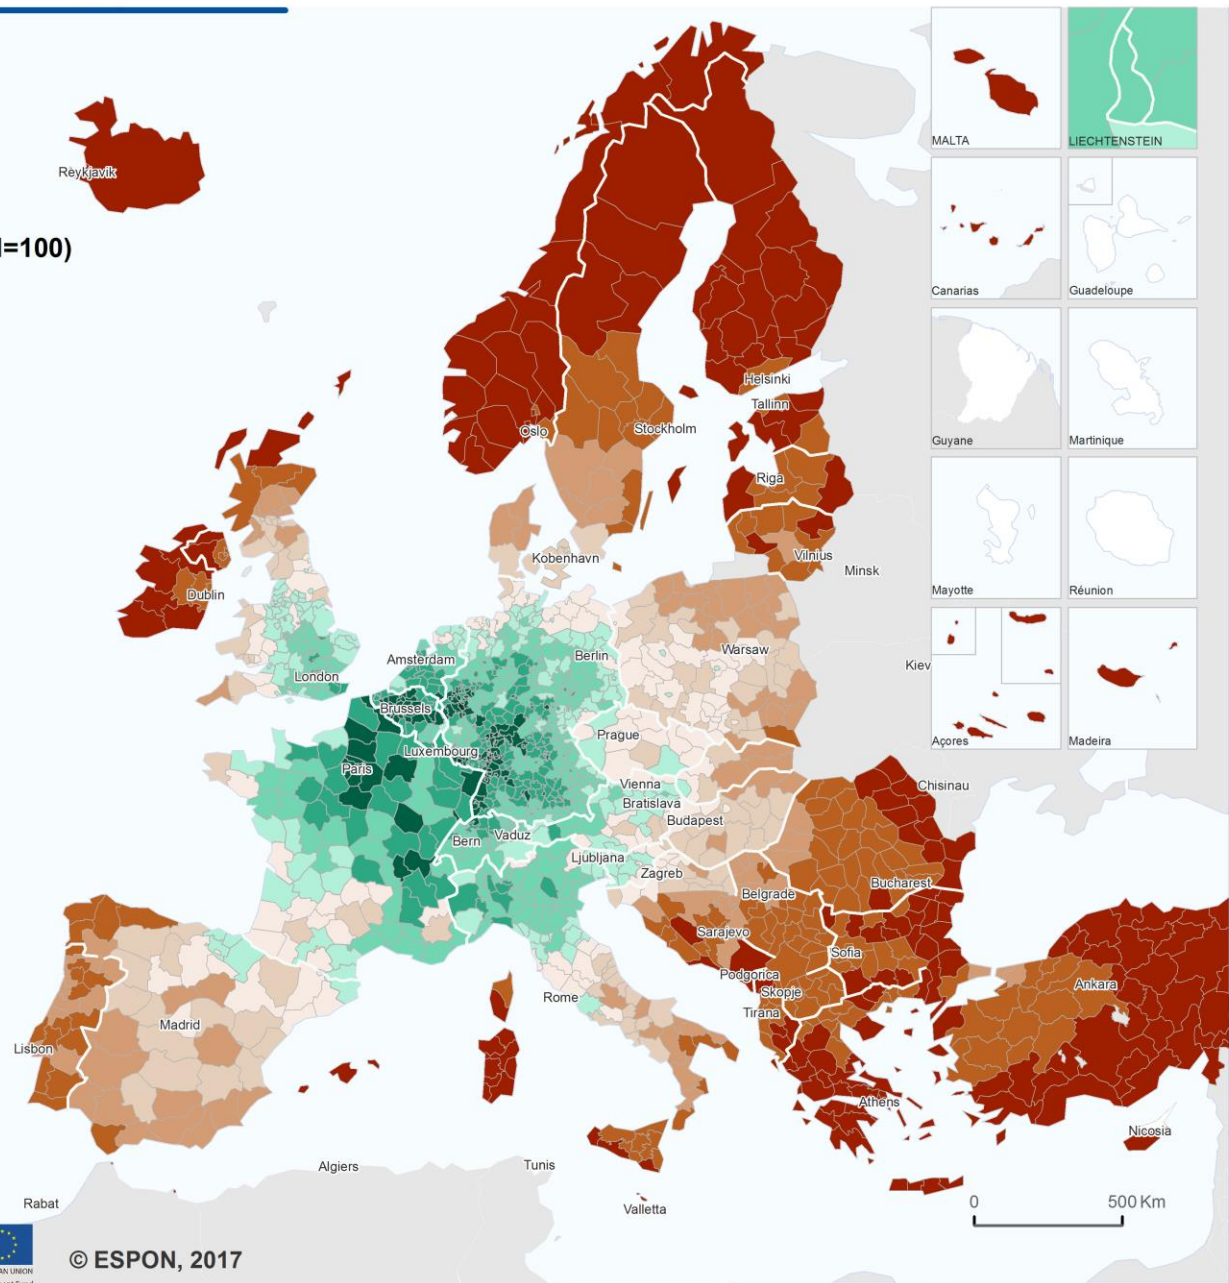 =100)
Reykjavik
MALTA
LIECHTENSTEIN
Canarias
Guadeloupe
Guyane
Martinique
Mayotte
Réunion
Açores
Madeira
Helsinki
Tallinn
Oslo
Stockholm
Riga
Kobenhavn
Vilnius
Minsk
Dublin
Amsterdam
Berlin
Warsaw
Kiev
London
Brussels
Luxembourg
Prague
Paris
Vienna
Bratislava
Chisinau
Budapest
Bern
Vaduz
Ljubljana
Zagreb
Belgrade
Bucharest
Sarajevo
Sofia
Podgorica
Skopje
Ankara
Rome
Tirana
Madrid
Lisbon
Athens
Nicosia
Algiers
Tunis
Rabat
Valletta
0 500 Km
© ESPON, 2017
AN UNION